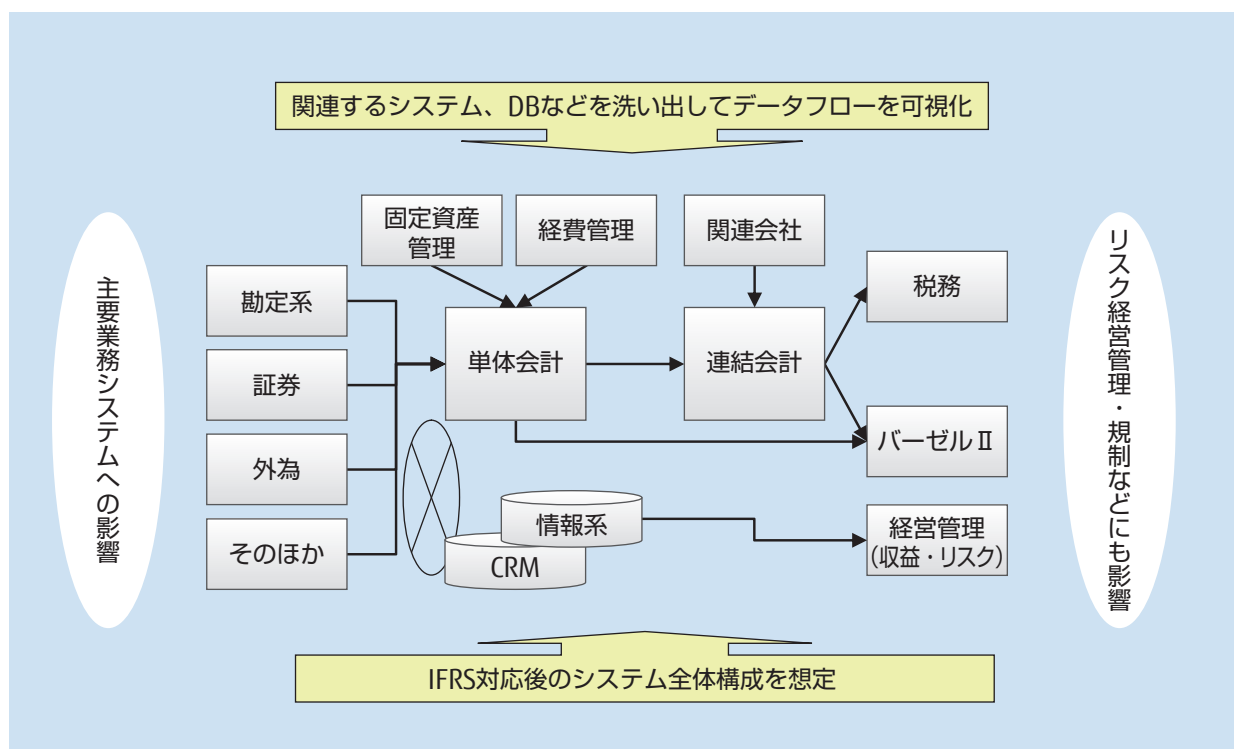 関連するシステム、DBなどを洗い出してデータフローを可視化
固定資産
管理
経費管理
関連会社
主要業務システムへの影響
リスク経営管理・規制などにも影響
勘定系
証券
外為
そのほか
単体会計
連結会計
税務
バーゼルⅡ
情報系
CRM
経営管理
(収益・リスク)
IFRS対応後のシステム全体構成を想定